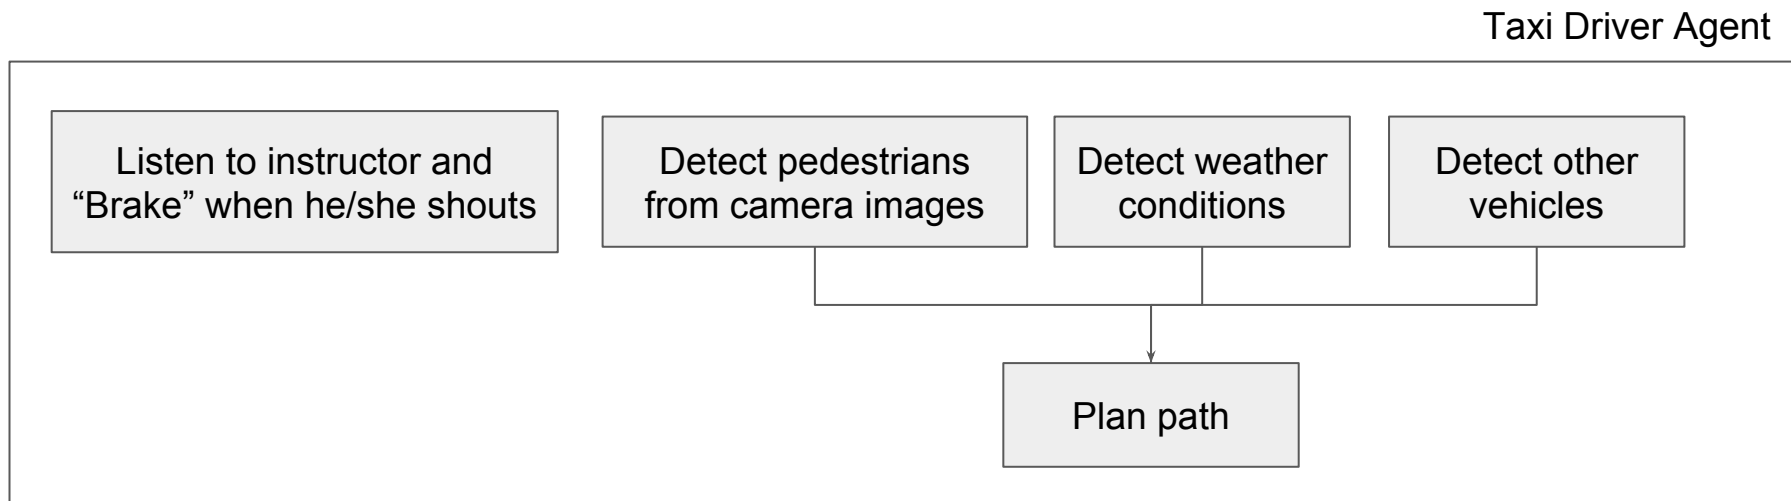 Taxi Driver Agent
Listen to instructor and
“Brake” when he/she shouts
Detect pedestrians
from camera images
Detect weather
conditions
Detect other
vehicles
Plan path